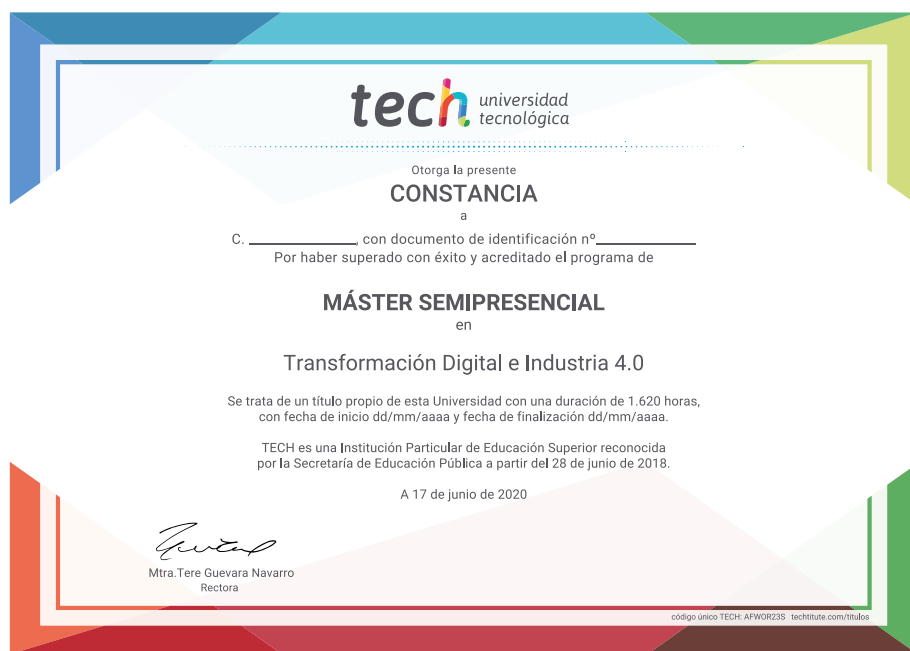 tech universidad
tecnológica
Otorga la presente
CONSTANCIA
a
C. ____________, con documento de identificación nº____________
Por haber superado con éxito y acreditado el programa de
MÁSTER SEMIPRESENCIAL
en
Transformación Digital e Industria 4.0
Se trata de un título propio de esta Universidad con una duración de 1.620 horas,
con fecha de inicio dd/mm/aaaa y fecha de finalización dd/mm/aaaa.
TECH es una Institución Particular de Educación Superior reconocida
por la Secretaría de Educación Pública a partir del 28 de junio de 2018.
A 17 de junio de 2020
Mtra.Tere Guevara Navarro
Rectora
código único TECH: AFWOR23S techtitute.com/titulos